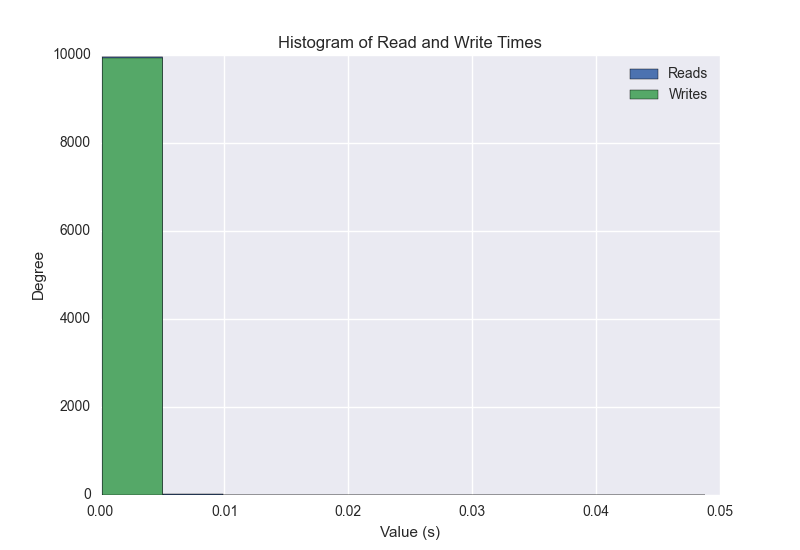 Histogram of Read and Write Times
10000
8000
6000
4000
2000
0
Degree
0.00
0.01
0.02
0.03
0.04
0.05
Value (s)
Reads
Writes